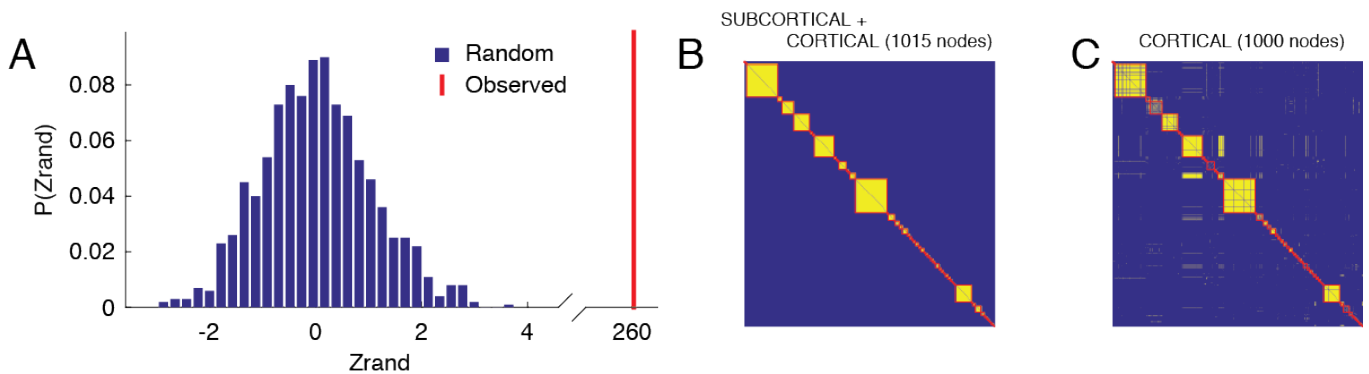 A
Random
Observed
P(Zrand)
0.08
0.06
0.04
0.02
0
-2
0
2
4
260
Zrand
B
SUBCORTICAL +
CORTICAL (1015 nodes)
C
CORTICAL (1000 nodes)